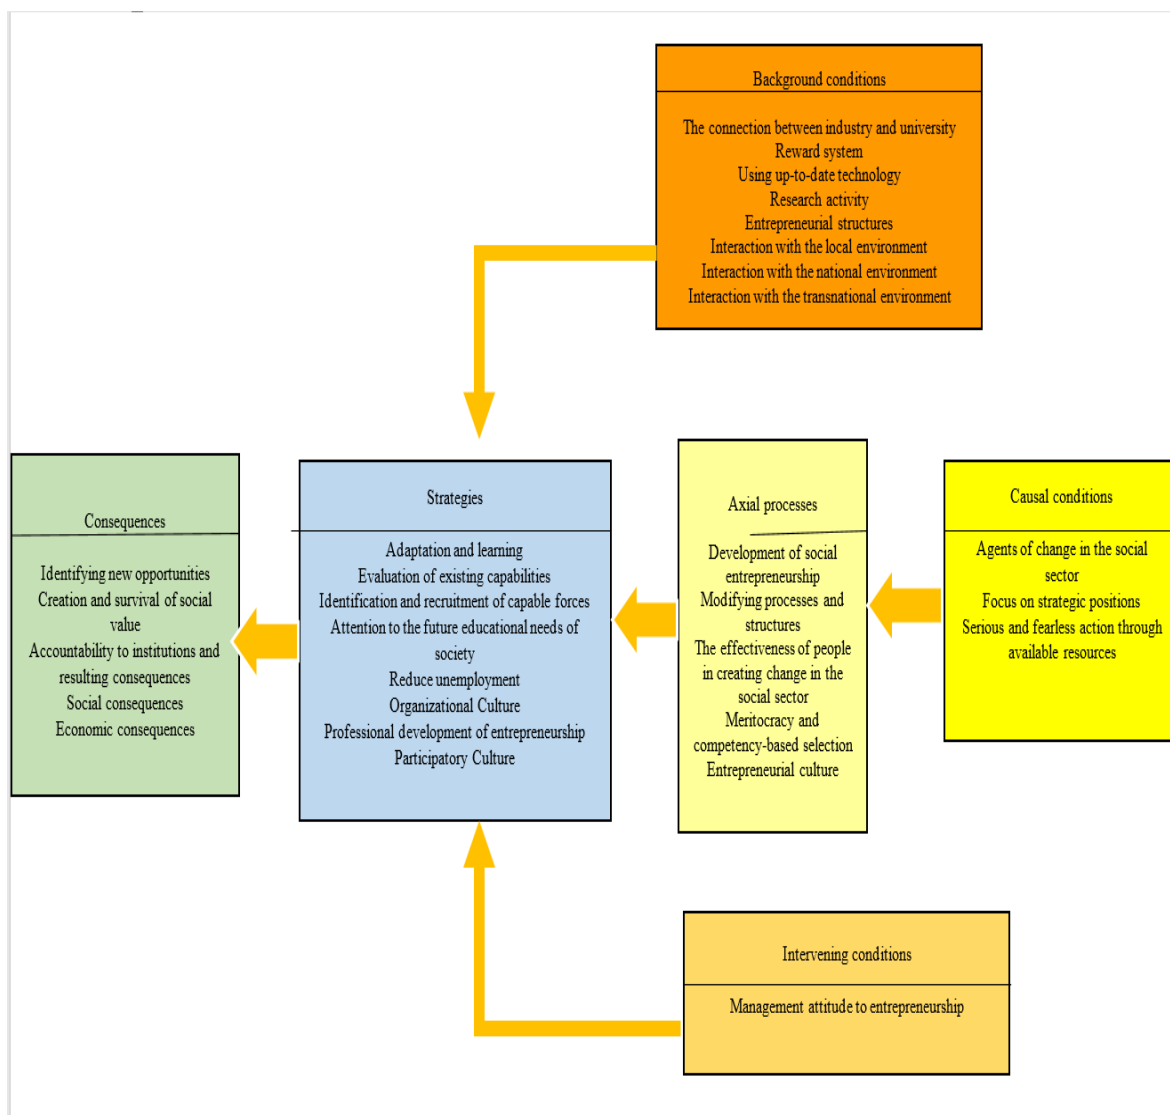 Background conditions
The connection between industry and university
Reward system
Using up-to-date technology
Research activity
Entrepreneurial structures
Interaction with the local environment
Interaction with the national environment
Interaction with the transnational environment
Consequences
Identifying new opportunities
Creation and survival of social
value
Accountability to institutions and
resulting consequences
Social consequences
Economic consequences
Strategies
Adaptation and learning
Evaluation of existing capabilities
Identification and recruitment of capable forces
Attention to the future educational needs of
society
Reduce unemployment
Organizational Culture
Professional development of entrepreneurship
Participatory Culture
Axial processes
Development of social
entrepreneurship
Modifying processes and
structures
The effectiveness of people
in creating change in the
social sector
Meritocracy and
competency-based selection
Entrepreneurial culture
Causal conditions
Agents of change in the social
sector
Focus on strategic positions
Serious and fearless action through
available resources
Intervening conditions
Management attitude to entrepreneurship